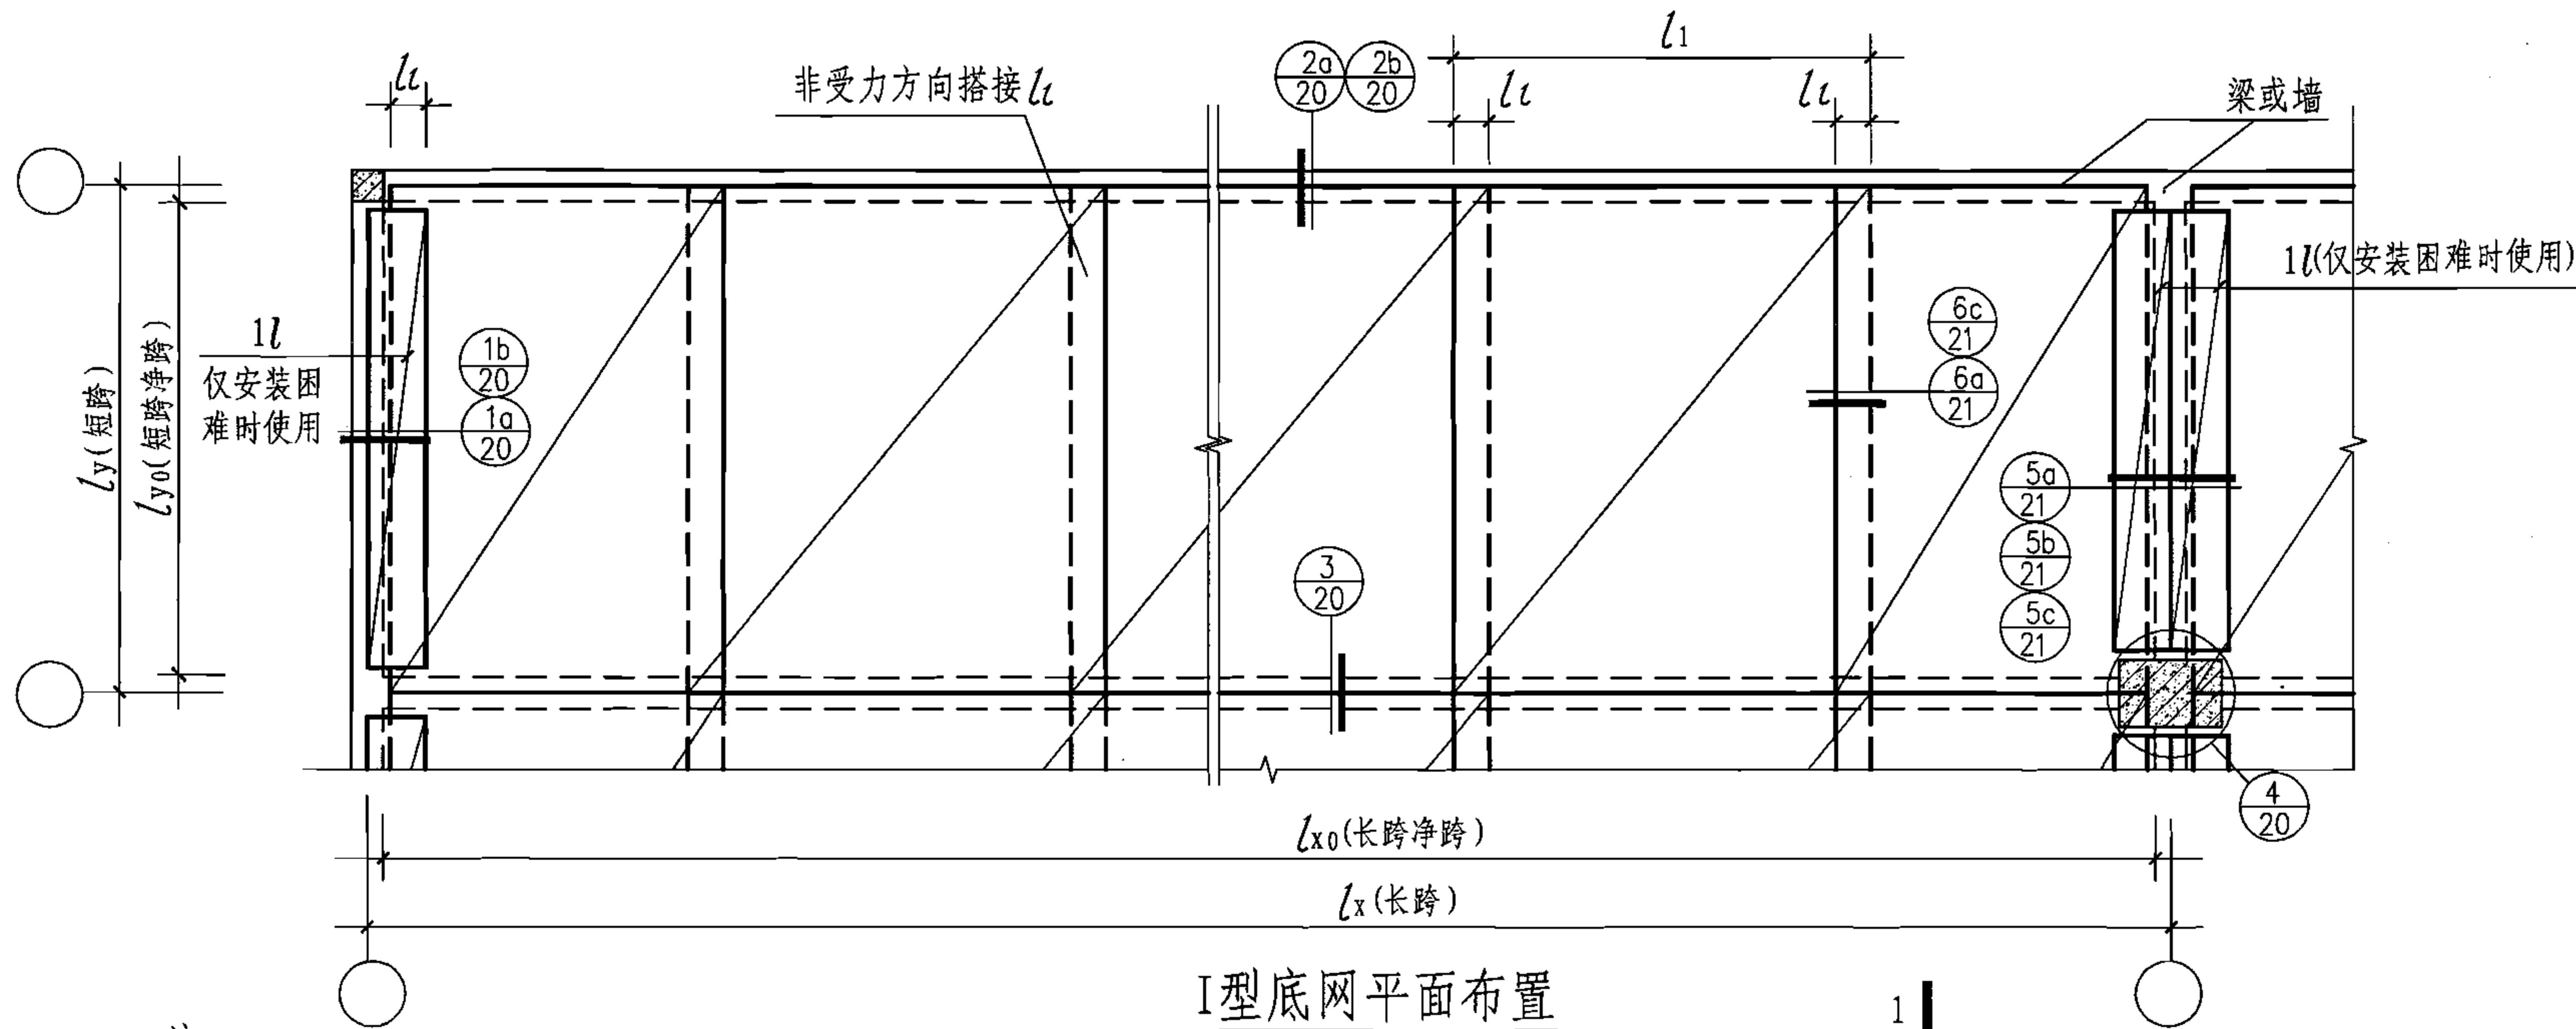 l1
2a 2b
20 20
ll
非受力方向搭接ll
ll
ll
梁或墙
1l(仅安装困难时使用)
1l
仅安装困
难时使用
1b
20
1a
20
6c
21
6a
21
ly(短跨)
ly0(短跨净跨)
5a
21
5b
21
5c
21
3
20
4
20
lx0(长跨净跨)
lx(长跨)
I型底网平面布置
1